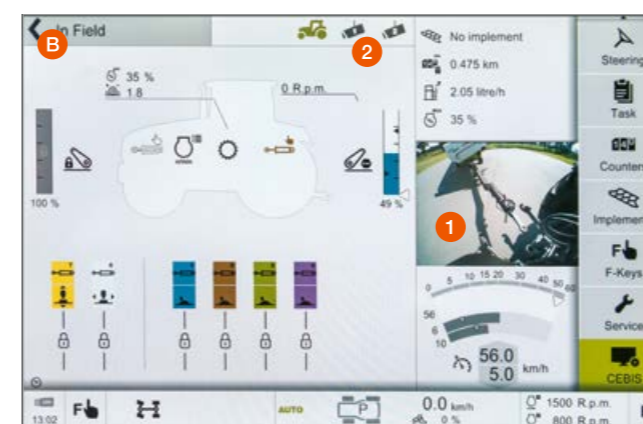 B
In Field
2
35 %
1.8
0 R.p.m.
100 %
49 %
No implement
0.475 km
2.05 litre/h
35 %
1
0 5 10 15 20 30 40 50 60
56
6
10
56.0
5.0 km/h
Steering
Task
Counters
Implement
F-Keys
Service
CEBIS
13:02
F
AUTO
P
0.0 km/h
0 %
1500 R.p.m.
800 R.p.m.